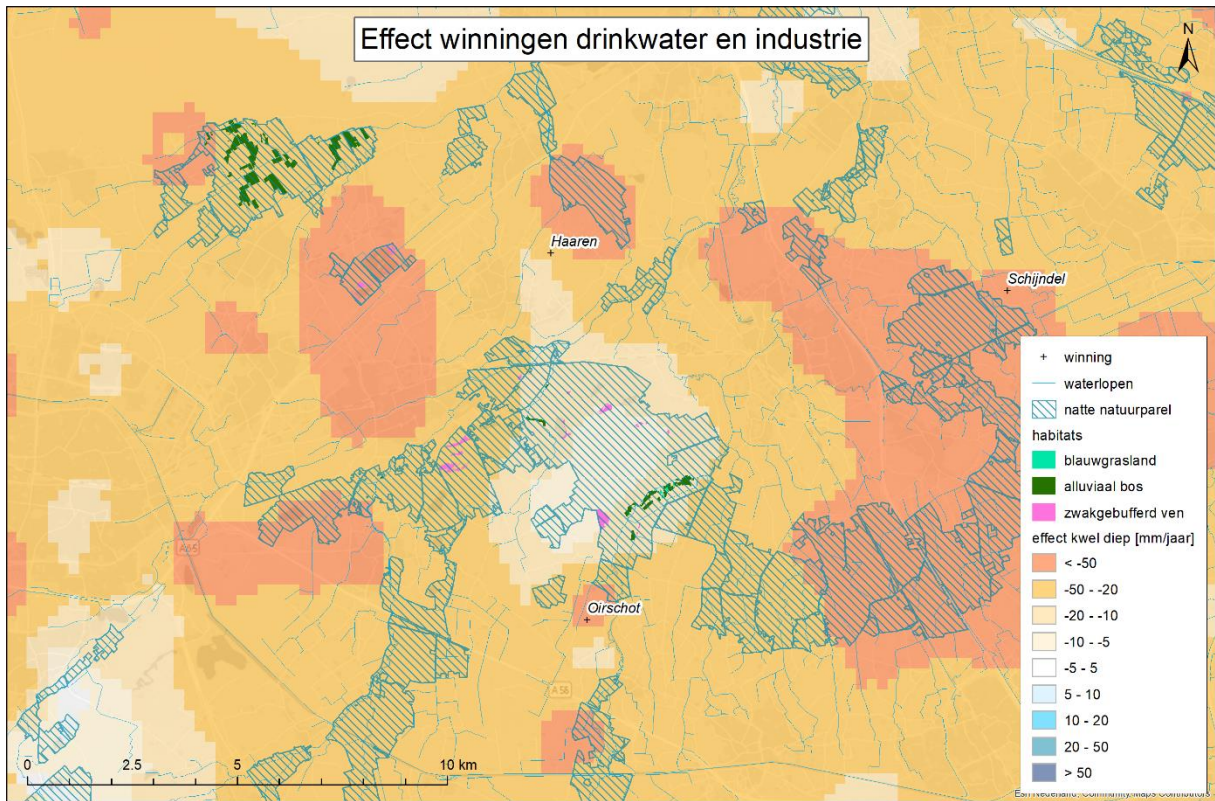 Effect winningen drinkwater en industrie
N
Haaren
Schijndel
Oirschot
A 65
A 58
winning
waterlopen
natte natuurparel
habitats
blauwgrasland
alluviaal bos
zwakgebufferd ven
effect kwel diep [mm/jaar]
< -50
-50 - -20
-20 - -10
-10 - -5
-5 - 5
5 - 10
10 - 20
20 - 50
> 50
0 2.5 5 10 km
Esri Nederland, Community Maps Contributors